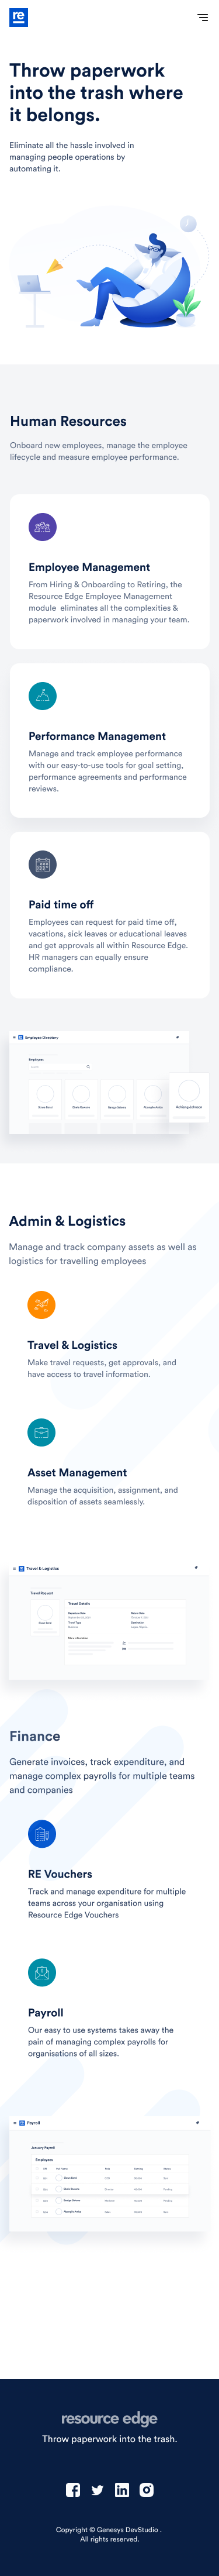 re
Throw paperwork
into the trash where
it belongs.
Eliminate all the hassle involved in
managing people operations by
automating it.
Human Resources
Onboard new employees, manage the employee
lifecycle and measure employee performance.
Employee Management
From Hiring & Onboarding to Retiring, the
Resource Edge Employee Management
module eliminates all the complexities &
paperwork involved in managing your team.
Performance Management
Manage and track employee performance
with our easy-to-use tools for goal setting,
performance agreements and performance
reviews.
Paid time off
Employees can request for paid time off,
vacations, sick leaves or educational leaves
and get approvals all within Resource Edge.
HR managers can equally ensure
compliance.
Employee Directory
Employees
Admin & Logistics
Manage and track company assets as well as
logistics for travelling employees
Travel & Logistics
Make travel requests, get approvals, and
have access to travel information.
Asset Management
Manage the acquisition, assignment, and
disposition of assets seamlessly.
Travel & Logistics
Travel Request
Travel Details
Finance
Generate invoices, track expenditure, and
manage complex payrolls for multiple teams
and companies
RE Vouchers
Track and manage expenditure for multiple
teams across your organisation using
Resource Edge Vouchers
Payroll
Our easy to use systems takes away the
pain of managing complex payrolls for
organisations of all sizes.
Payroll
January Payroll
Employees
resource edge
Throw paperwork into the trash.
Copyright © Genesys DevStudio .
All rights reserved.